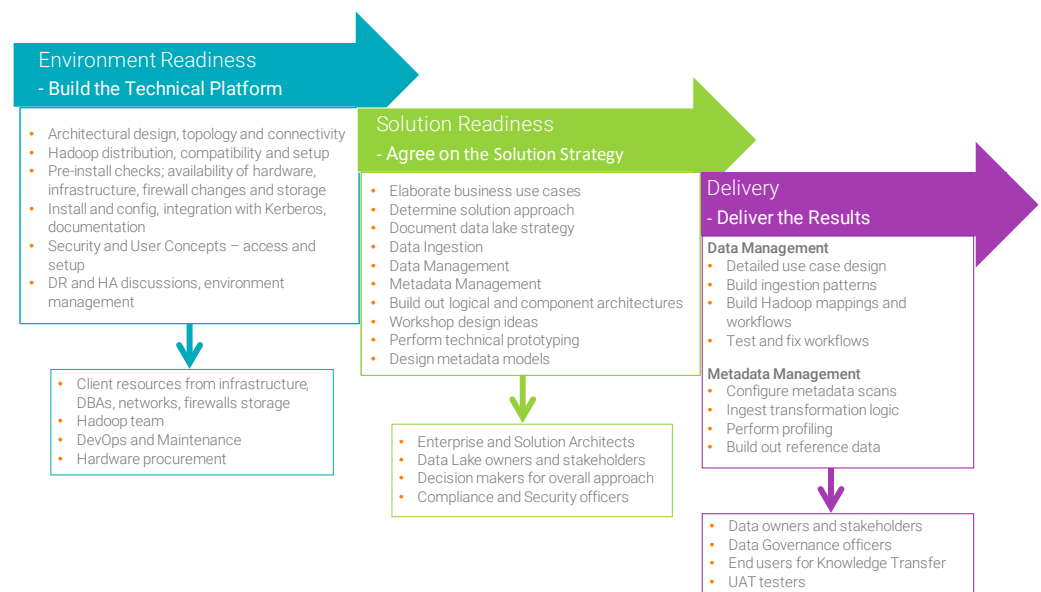 Environment Readiness
- Build the Technical Platform
• Architectural design, topology and connectivity
• Hadoop distribution, compatibility and setup
• Pre-install checks; availability of hardware,
infrastructure, firewall changes and storage
• Install and config, integration with Kerberos,
documentation
• Security and User Concepts – access and
setup
• DR and HA discussions, environment
management
• Client resources from infrastructure,
DBAs, networks, firewalls storage
• Hadoop team
• DevOps and Maintenance
• Hardware procurement
Solution Readiness
- Agree on the Solution Strategy
• Elaborate business use cases
• Determine solution approach
• Document data lake strategy
• Data Ingestion
• Data Management
• Metadata Management
• Build out logical and component architectures
• Workshop design ideas
• Perform technical prototyping
• Design metadata models
• Enterprise and Solution Architects
• Data Lake owners and stakeholders
• Decision makers for overall approach
• Compliance and Security officers
Delivery
- Deliver the Results
Data Management
• Detailed use case design
• Build ingestion patterns
• Build Hadoop mappings and
workflows
• Test and fix workflows
Metadata Management
• Configure metadata scans
• Ingest transformation logic
• Perform profiling
• Build out reference data
• Data owners and stakeholders
• Data Governance officers
• End users for Knowledge Transfer
• UAT testers